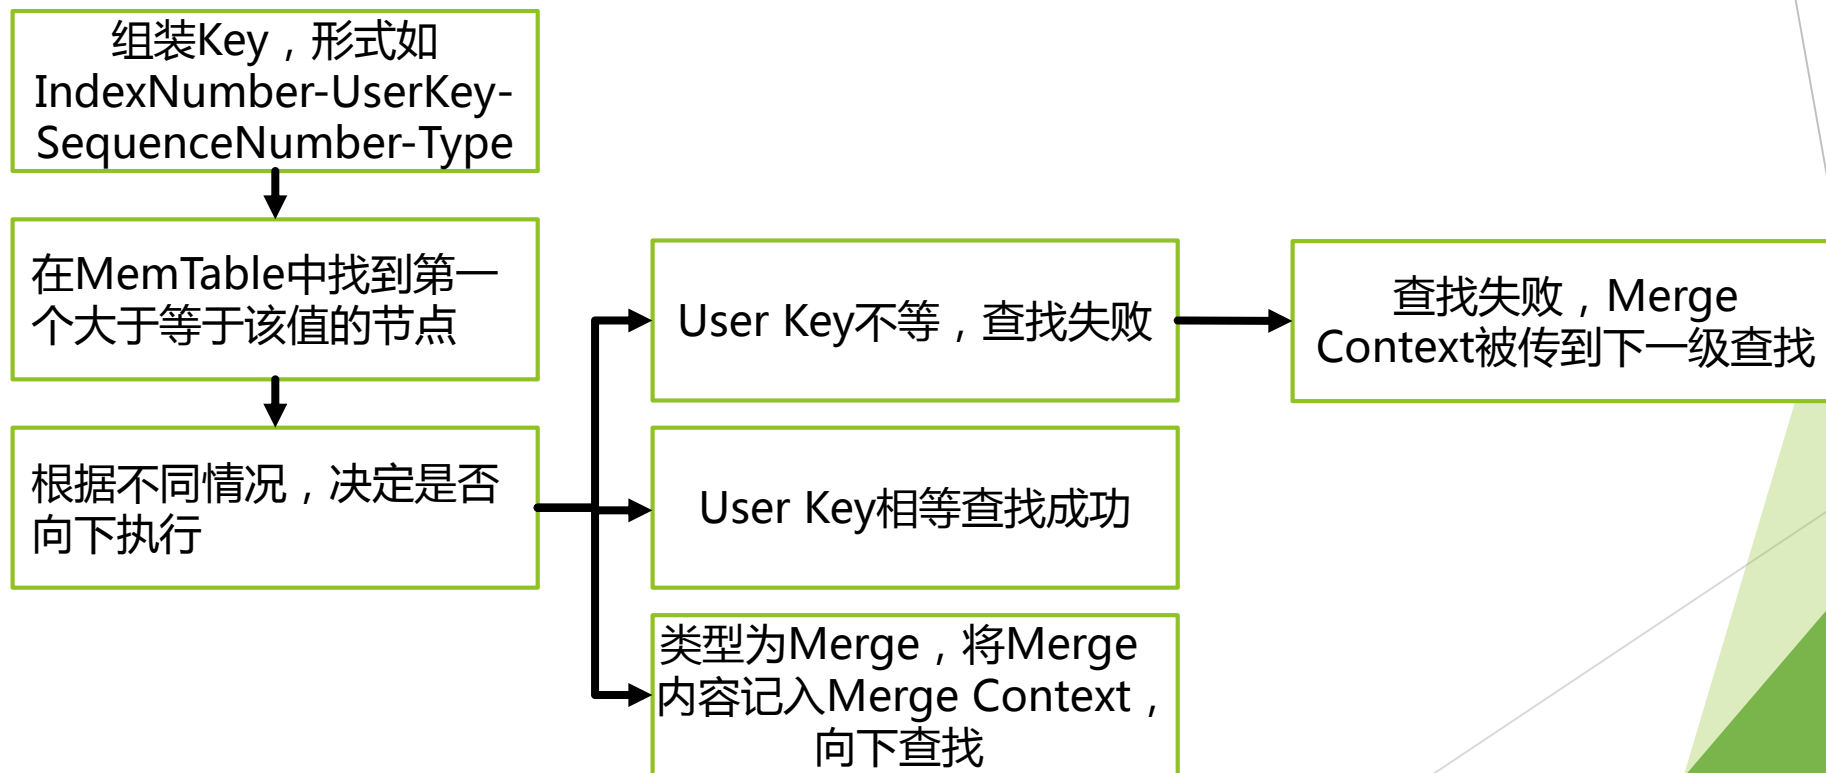 组装Key，形式如
IndexNumber-UserKey-
SequenceNumber-Type
在MemTable中找到第一
个大于等于该值的节点
根据不同情况，决定是否
向下执行
User Key不等，查找失败
User Key相等查找成功
类型为Merge，将Merge
内容记入Merge Context，
向下查找
查找失败，Merge
Context被传到下一级查找